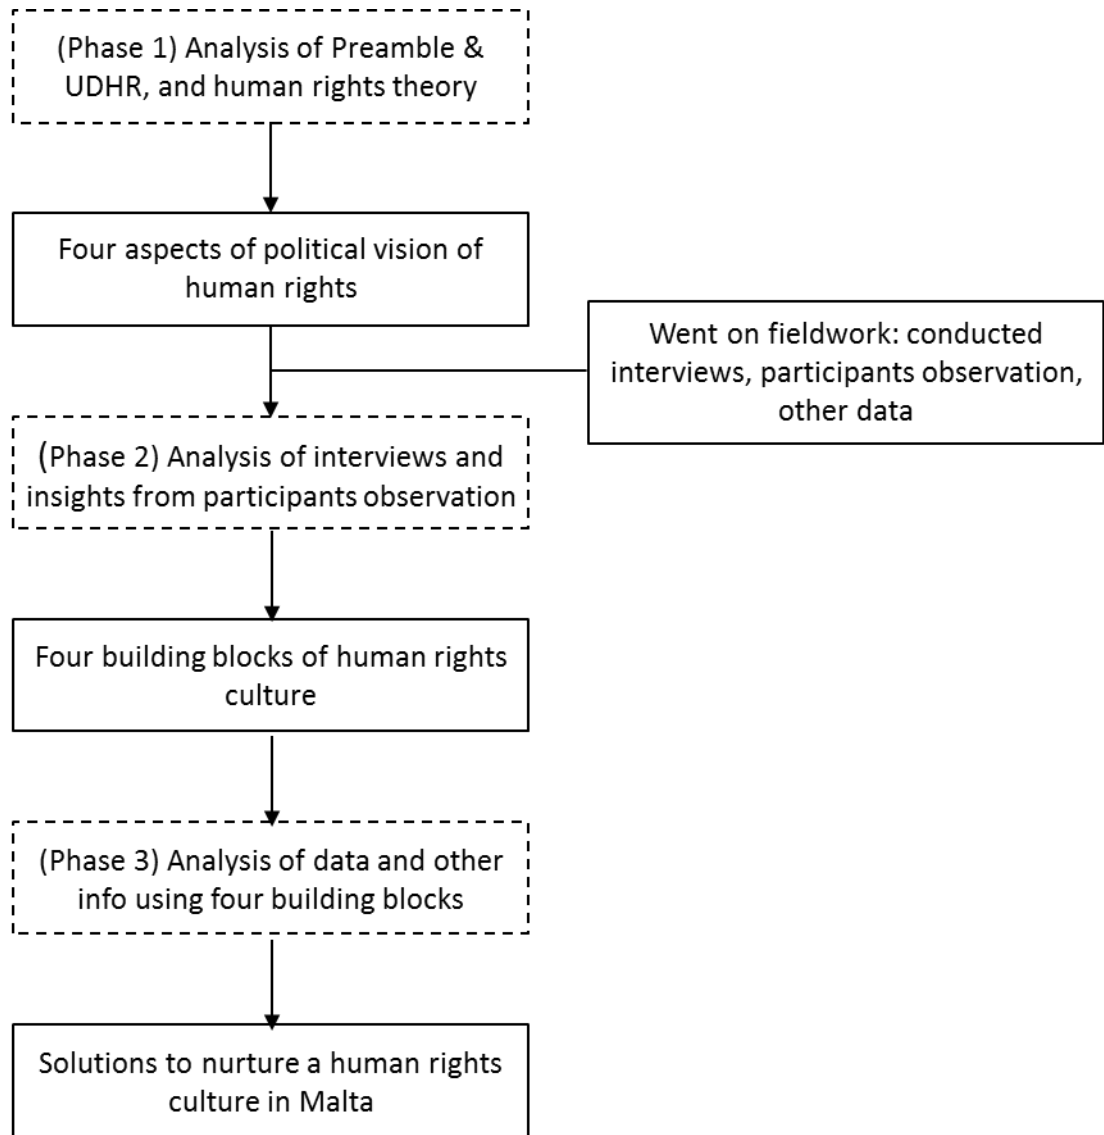 (Phase 1) Analysis of Preamble &
UDHR, and human rights theory
Four aspects of political vision of
human rights
Went on fieldwork: conducted
interviews, participants observation,
other data
(Phase 2) Analysis of interviews and
insights from participants observation
Four building blocks of human rights
culture
(Phase 3) Analysis of data and other
info using four building blocks
Solutions to nurture a human rights
culture in Malta